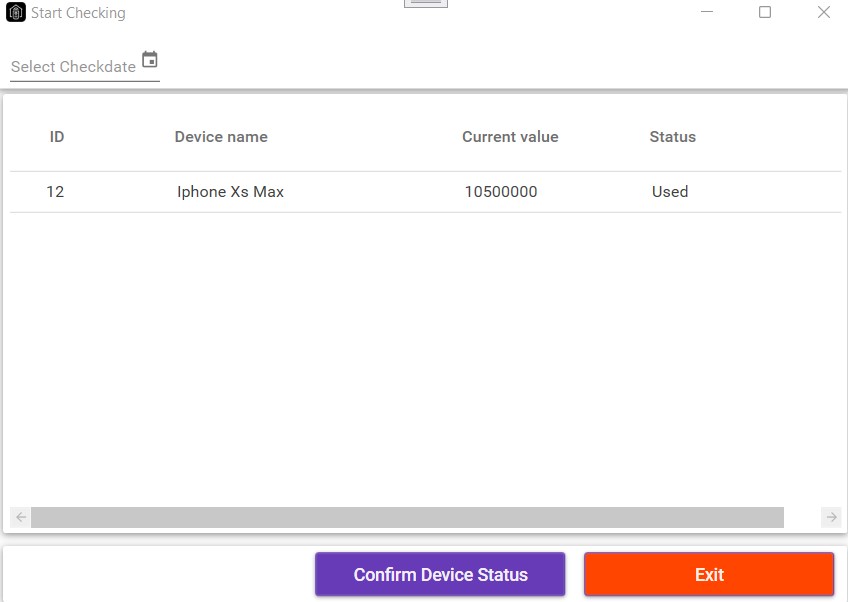 Start Checking
Select Checkdate
ID Device name Current value Status
12 Iphone Xs Max 10500000 Used
Confirm Device Status Exit